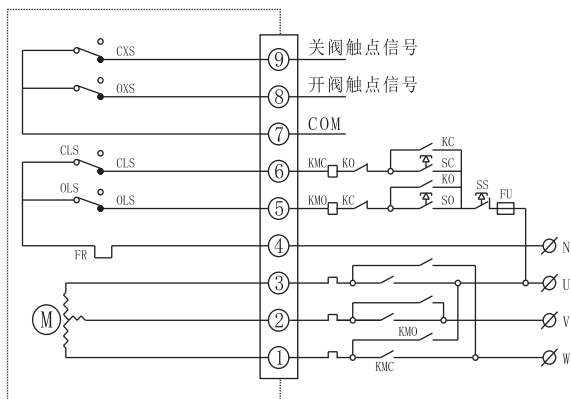 CXS ⑨ 关阀触点信号
OXS ⑧ 开阀触点信号
⑦ COM
KC
CLS CLS ⑥ KMC KO SC
KO SS FU
OLS OLS ⑤ KMO KC SO
FR ④ N
③ U
M ② V
KMO
① W
KMC